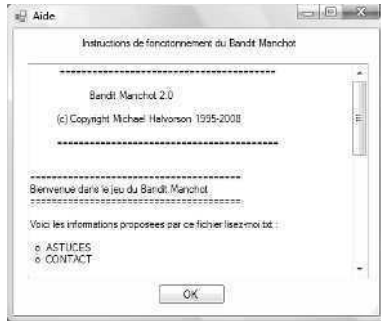 Aide
Instructions de fonctionnement du Bandit Manchot
========================================
Bandit Manchot 2.0
(c) Copyright Michael Halvorson 1995-2008
========================================
========================================
Bienvenue dans le jeu du Bandit Manchot
========================================
Voici les informations proposees par ce fichier lisez-moi.txt :
o ASTUCES
o CONTACT
OK